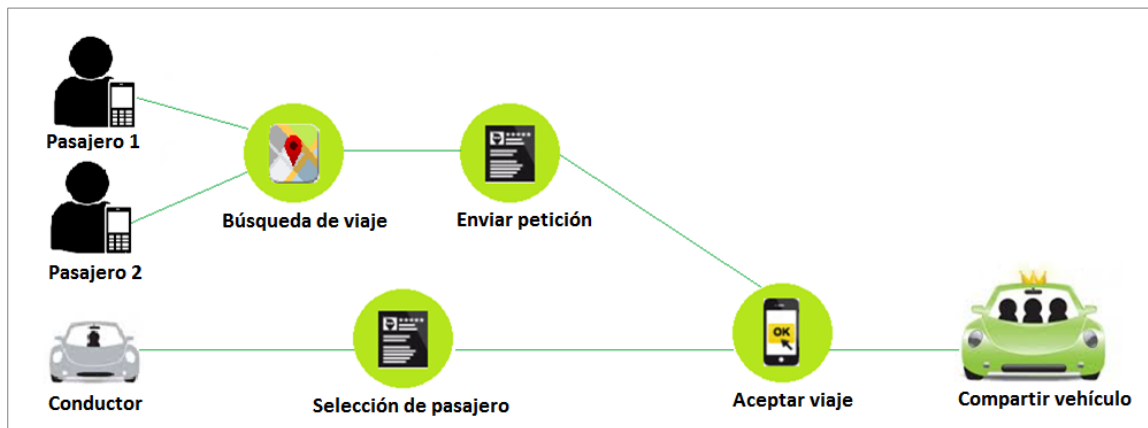 Pasajero 1
Búsqueda de viaje
Enviar petición
Pasajero 2
OK
Conductor
Selección de pasajero
Aceptar viaje
Compartir vehículo